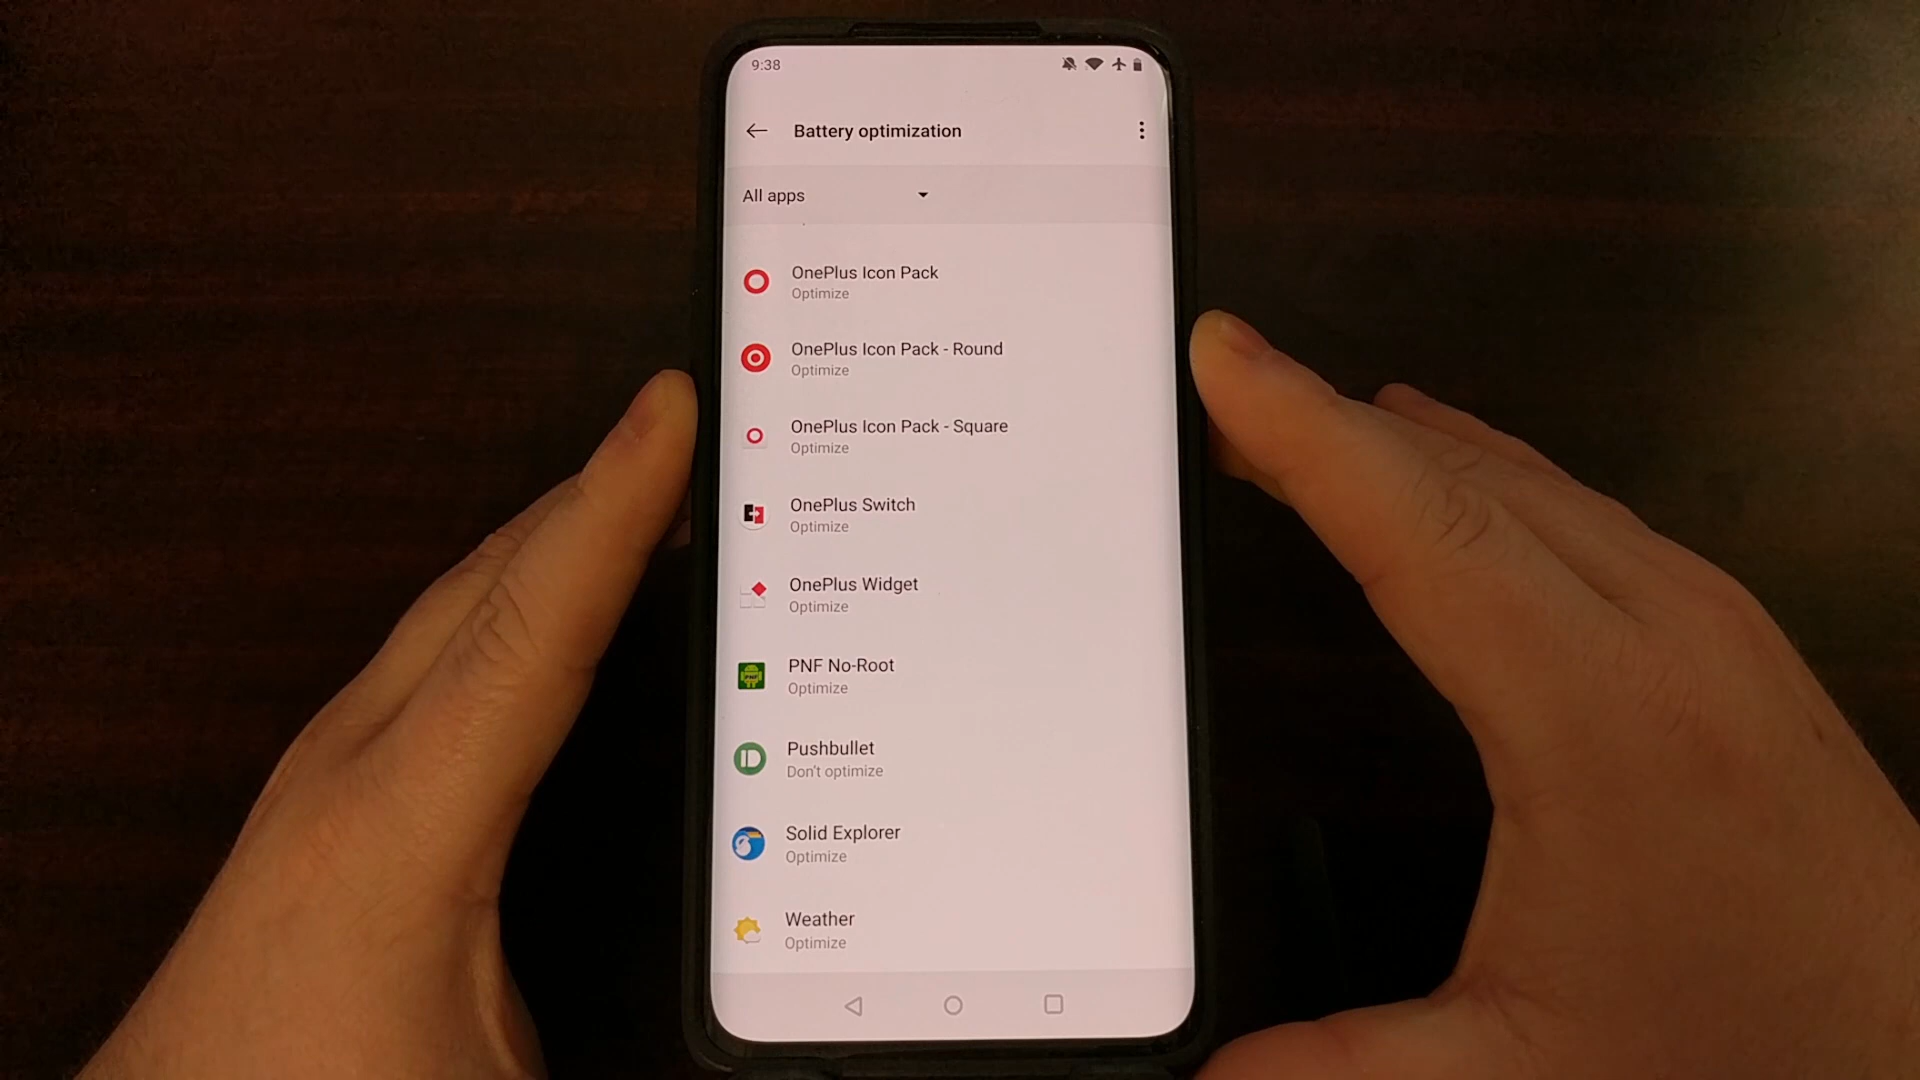 9:38
Battery optimization
All apps
OnePlus Icon Pack
Optimize
OnePlus Icon Pack - Round
Optimize
OnePlus Icon Pack - Square
Optimize
OnePlus Switch
Optimize
OnePlus Widget
Optimize
PNF
PNF No-Root
Optimize
Pushbullet
Don't optimize
Solid Explorer
Optimize
Weather
Optimize